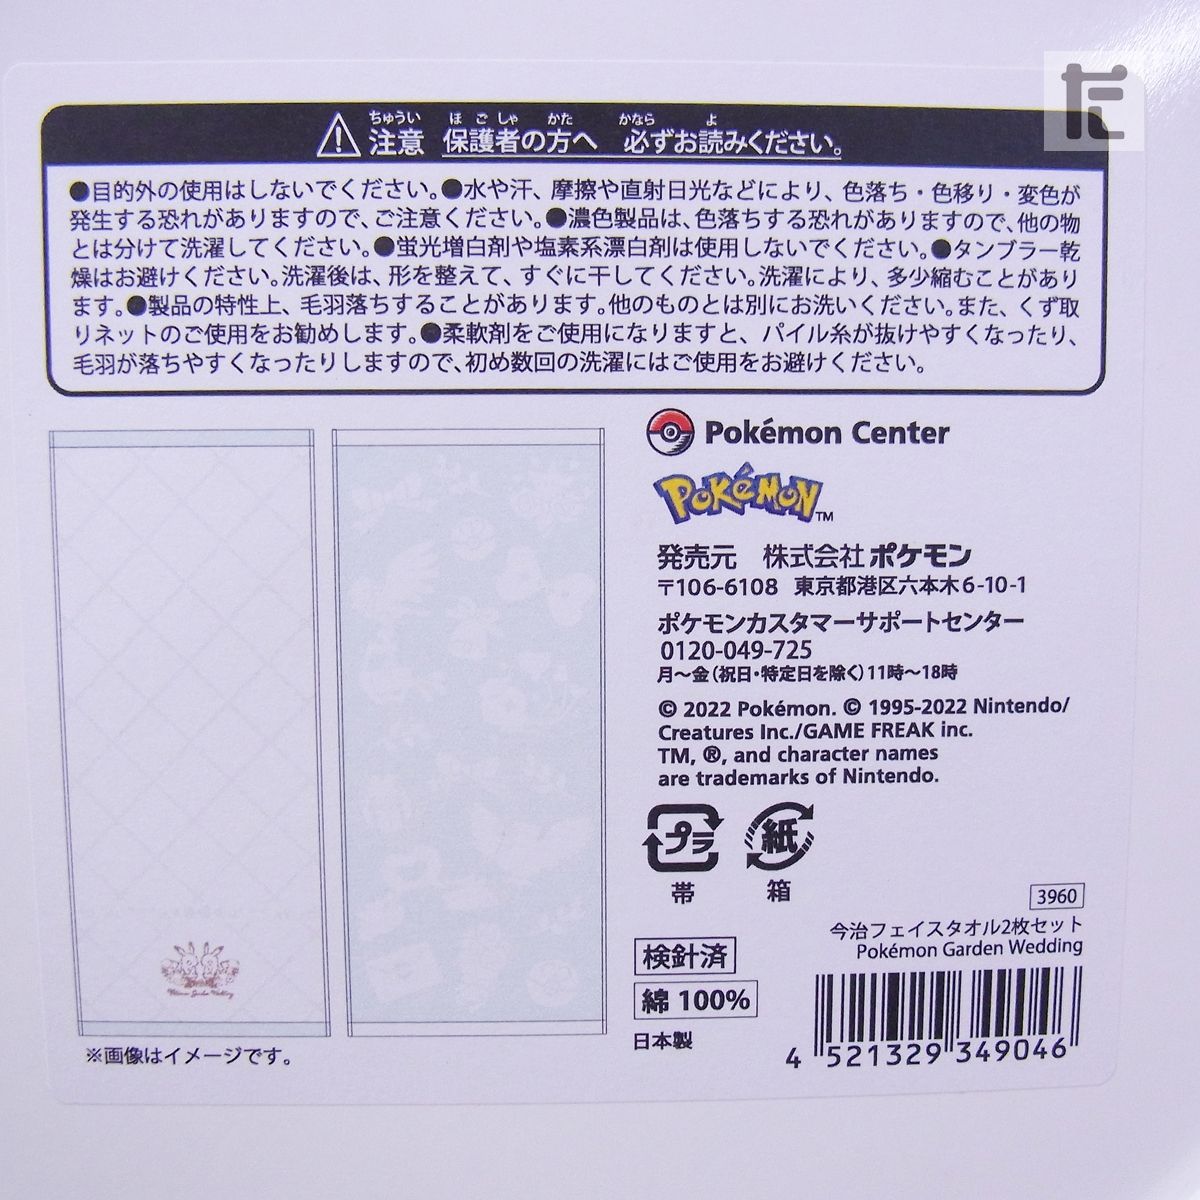 注意 保護者の方へ 必ずお読みください。
ちゅうい ほごしゃ かた かなら よ
●目的外の使用はしないでください。●水や汗、摩擦や直射日光などにより、色落ち・色移り・変色が
発生する恐れがありますので、ご注意ください。●濃色製品は、色落ちする恐れがありますので、他の物
とは分けて洗濯してください。●蛍光増白剤や塩素系漂白剤は使用しないでください。●タンブラー乾
燥はお避けください。洗濯後は、形を整えて、すぐに干してください。洗濯により、多少縮むことがあり
ます。●製品の特性上、毛羽落ちすることがあります。他のものとは別にお洗いください。また、くず取
りネットのご使用をお勧めします。●柔軟剤をご使用になりますと、パイル糸が抜けやすくなったり、
毛羽が落ちやすくなったりしますので、初め数回の洗濯にはご使用をお避けください。
Pokémon Center
POKéMON™
発売元 株式会社ポケモン
〒106-6108 東京都港区六本木6-10-1
ポケモンカスタマーサポートセンター
0120-049-725
月～金(祝日・特定日を除く)11時～18時
© 2022 Pokémon. © 1995-2022 Nintendo/
Creatures Inc./GAME FREAK inc.
TM, ®, and character names
are trademarks of Nintendo.
プラ 紙
帯 箱
3960
今治フェイスタオル2枚セット
Pokémon Garden Wedding
検針済
綿 100%
日本製
4 521329 349046
Pokémon Garden Wedding
※画像はイメージです。